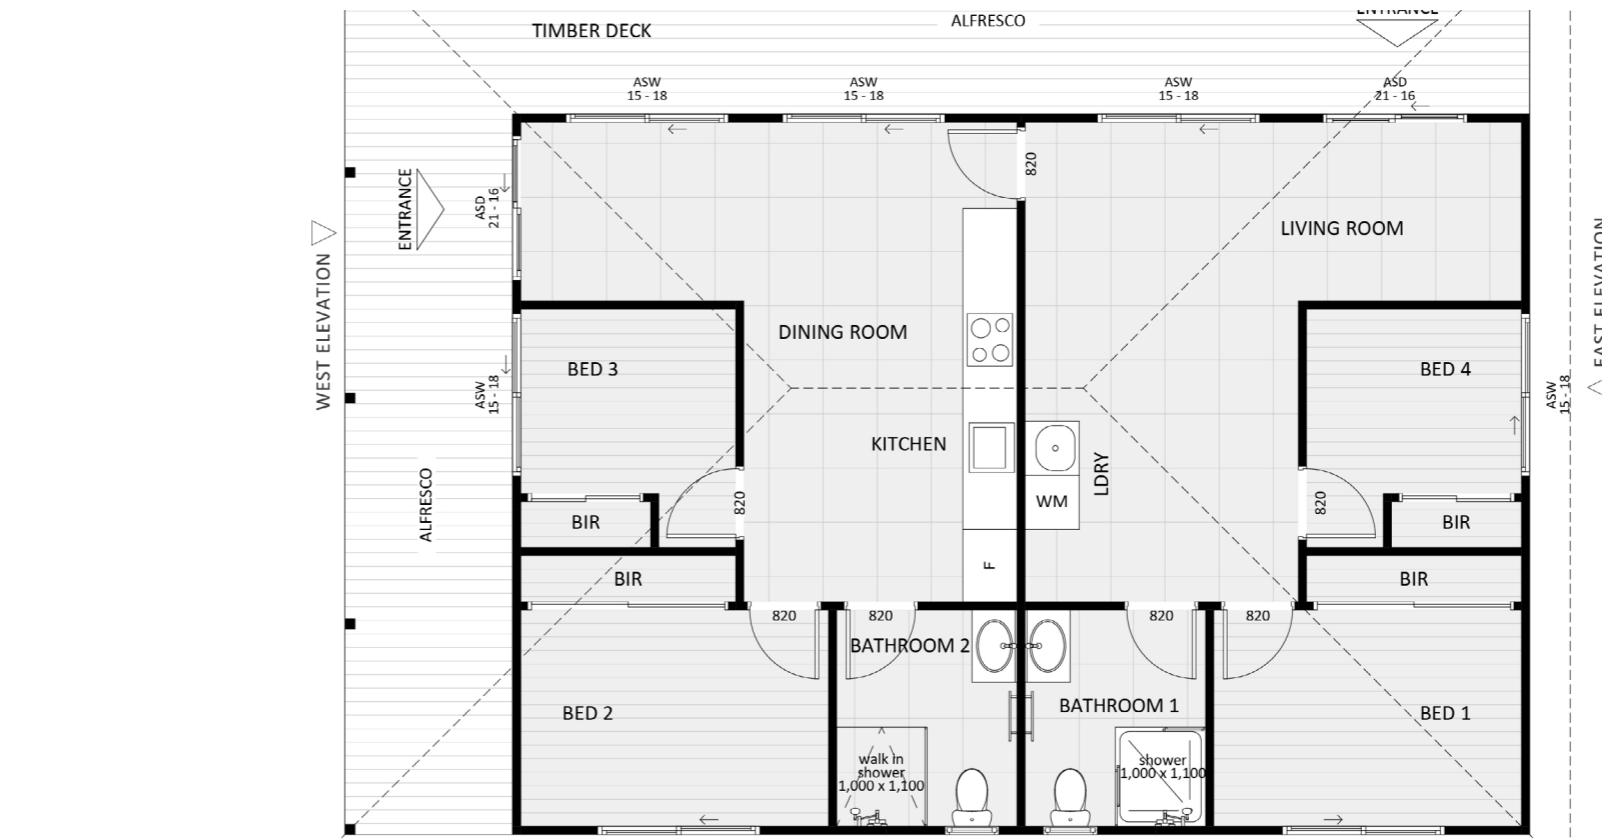 TIMBER DECK
ALFRESCO
ENTRANCE
ASW
15 - 18
ASW
15 - 18
ASW
15 - 18
ASD
21 - 16
820
ENTRANCE
ASD
21 - 16
LIVING ROOM
WEST ELEVATION
EAST ELEVATION
DINING ROOM
BED 3
BED 4
ASW
15 - 18
ASW
15 - 18
KITCHEN
LDRY
WM
ALFRESCO
820
820
BIR
BIR
F
BIR
BIR
820
820
820
820
BATHROOM 2
BATHROOM 1
BED 2
BED 1
walk in
shower
1,000 x 1,100
shower
1,000 x 1,100